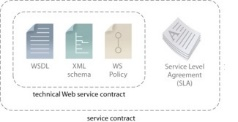 WSDL
XML
schema
WS
Policy
Service Level
Agreement
(SLA)
technical Web service contract
service contract